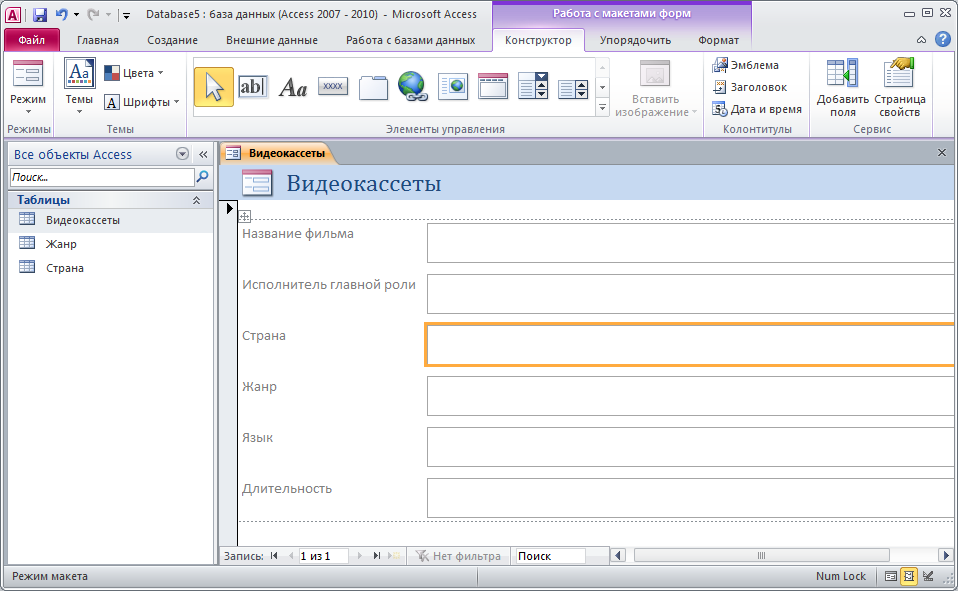 Database5 : база данных (Access 2007 - 2010) - Microsoft Access
Работа с макетами форм
Файл
Главная
Создание
Внешние данные
Работа с базами данных
Конструктор
Упорядочить
Формат
Режим
Режимы
Аа
Темы
Цвета
A Шрифты
Темы
ab
Aa
XXXX
Элементы управления
Вставить изображение
Эмблема
Заголовок
Дата и время
Колонтитулы
Добавить поля
Страница свойств
Сервис
Все объекты Access
Поиск...
Таблицы
Видеокассеты
Жанр
Страна
Видеокассеты
Видеокассеты
Название фильма
Исполнитель главной роли
Страна
Жанр
Язык
Длительность
Запись:
1 из 1
Нет фильтра
Поиск
Режим макета
Num Lock